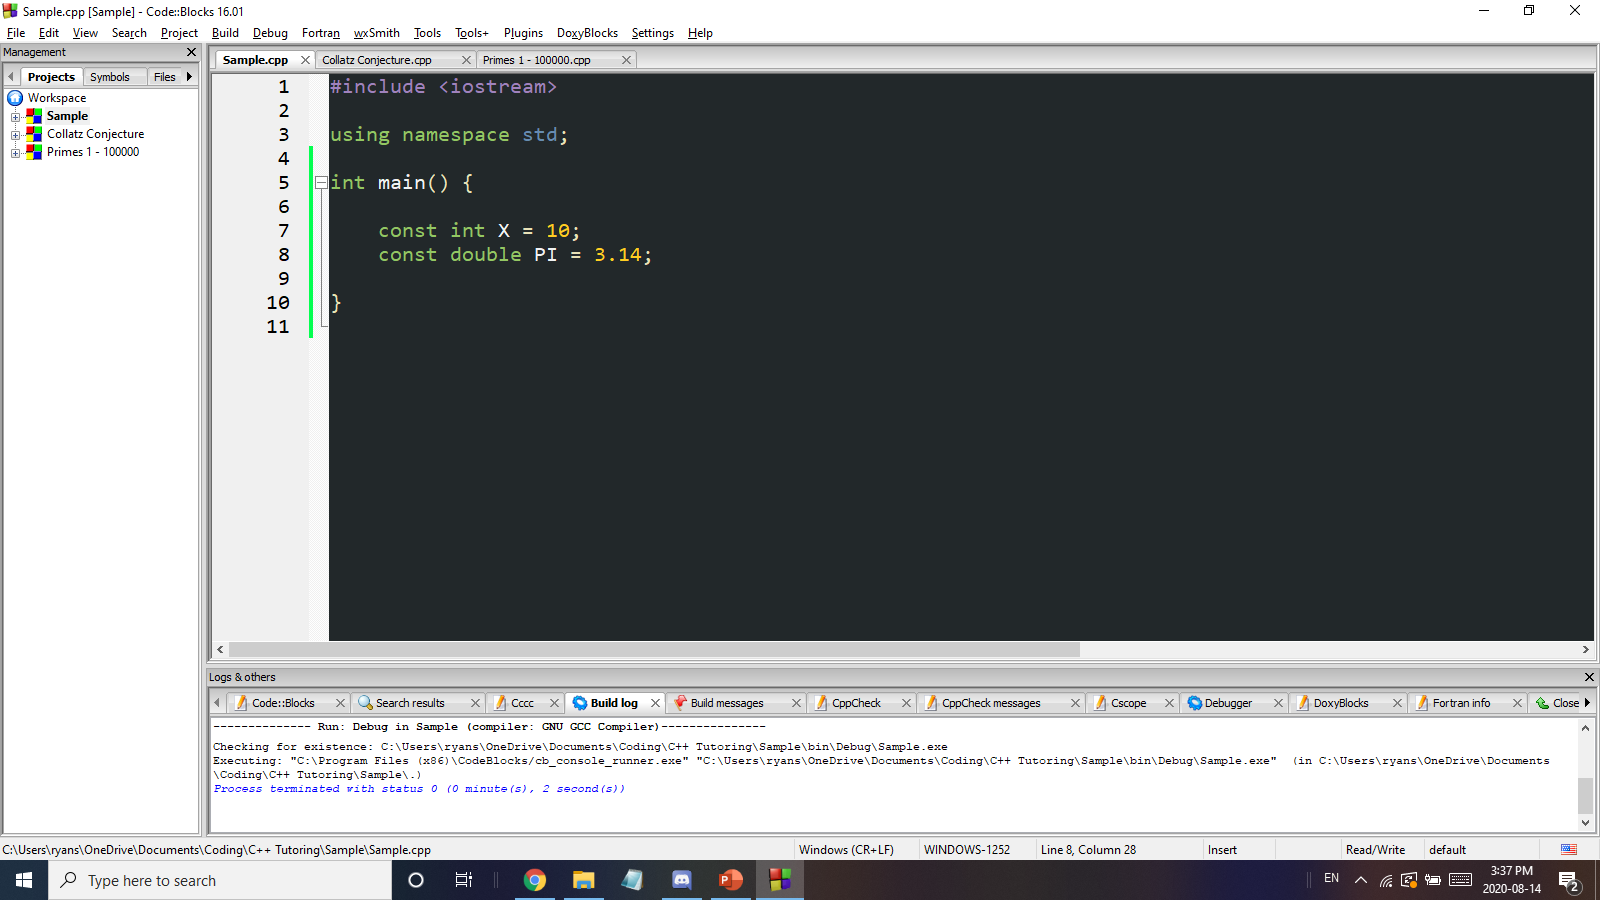 Sample.cpp [Sample] - Code::Blocks 16.01
File Edit View Search Project Build Debug Fortran wxSmith Tools Tools+ Plugins DoxyBlocks Settings Help
Management
Projects Symbols Files
Workspace
Sample
Collatz Conjecture
Primes 1 - 100000
Sample.cpp Collatz Conjecture.cpp Primes 1 - 100000.cpp
1 #include <iostream>
2
3 using namespace std;
4
5 int main() {
6
7 const int X = 10;
8 const double PI = 3.14;
9
10 }
11
Logs & others
Code::Blocks Search results Cccc Build log Build messages CppCheck CppCheck messages Cscope Debugger DoxyBlocks Fortran info Close
-------------- Run: Debug in Sample (compiler: GNU GCC Compiler)---------------
Checking for existence: C:\Users\ryans\OneDrive\Documents\Coding\C++ Tutoring\Sample\bin\Debug\Sample.exe
Executing: "C:\Program Files (x86)\CodeBlocks/cb_console_runner.exe" "C:\Users\ryans\OneDrive\Documents\Coding\C++ Tutoring\Sample\bin\Debug\Sample.exe"  (in C:\Users\ryans\OneDrive\Documents
\Coding\C++ Tutoring\Sample\.)
Process terminated with status 0 (0 minute(s), 2 second(s))
C:\Users\ryans\OneDrive\Documents\Coding\C++ Tutoring\Sample\Sample.cpp Windows (CR+LF) WINDOWS-1252 Line 8, Column 28 Insert Read/Write default
Type here to search
EN
3:37 PM
2020-08-14
2